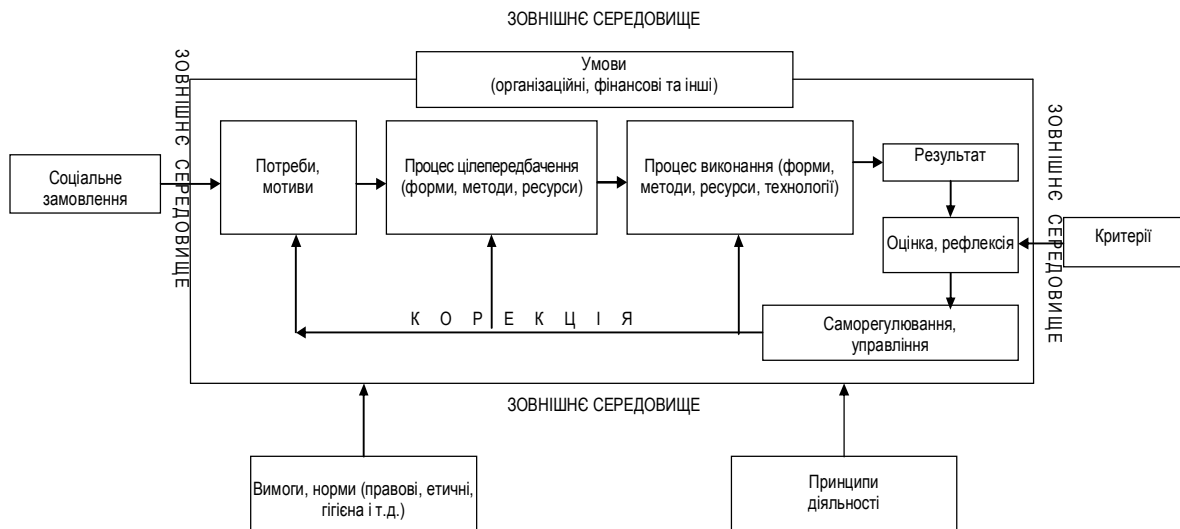 ЗОВНІШНЄ СЕРЕДОВИЩЕ
Умови
(організаційні, фінансові та інші)
ЗОВНІШНЄ СЕРЕДОВИЩЕ
ЗОВНІШНЄ СЕРЕДОВИЩЕ
Соціальне
замовлення
Потреби,
мотиви
Процес цілепередбачення
(форми, методи, ресурси)
Процес виконання (форми,
методи, ресурси, технології)
Результат
Оцінка, рефлексія
Критерії
К О Р Е К Ц І Я
Саморегулювання,
управління
ЗОВНІШНЄ СЕРЕДОВИЩЕ
Вимоги, норми (правові, етичні,
гігієна і т.д.)
Принципи
діяльності